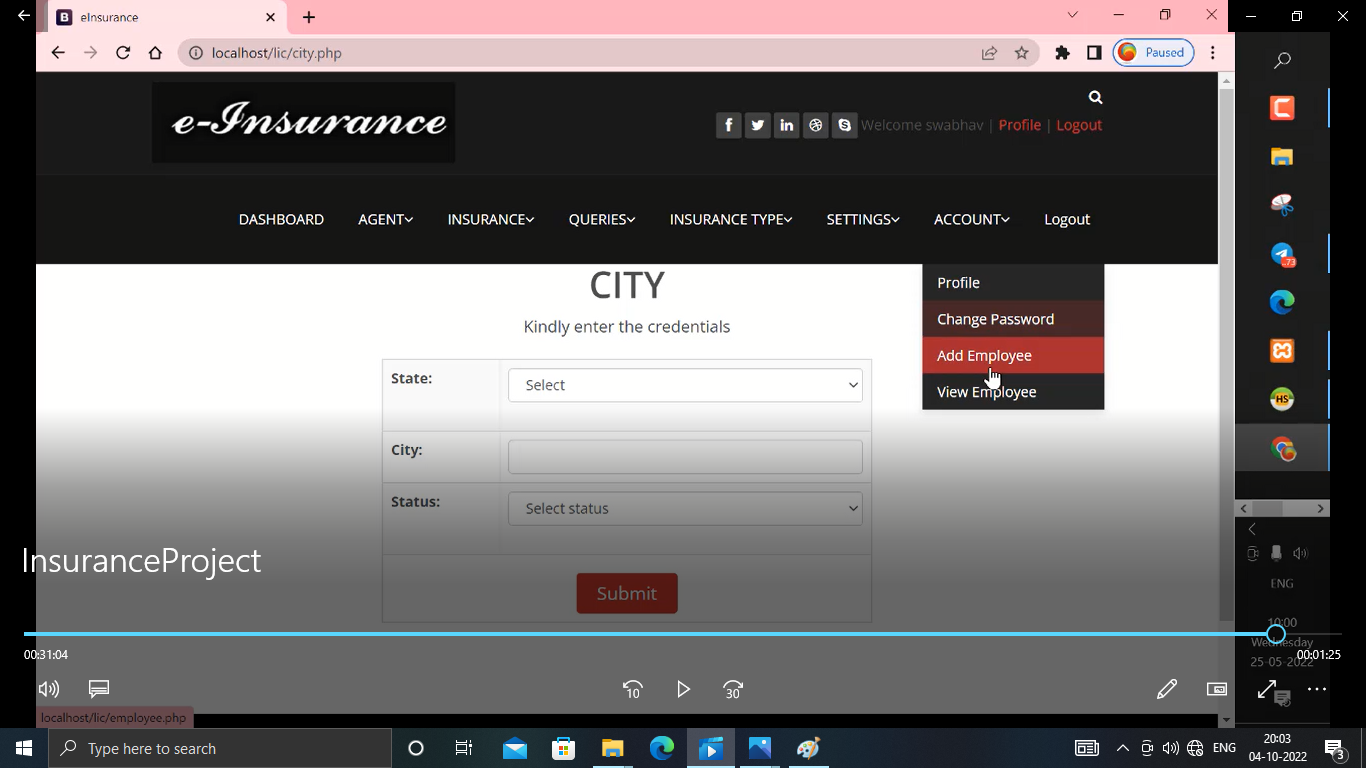 eInsurance
localhost/lic/city.php
Paused
e-Insurance
Welcome swabhav | Profile | Logout
DASHBOARD AGENT INSURANCE QUERIES INSURANCE TYPE SETTINGS ACCOUNT Logout
CITY
Kindly enter the credentials
State: Select
City:
Status: Select status
Submit
Profile
Change Password
Add Employee
View Employee
73
HS
InsuranceProject
ENG
10:00
Wednesday
25-05-2022
00:31:04
00:01:25
10
30
localhost/lic/employee.php
Type here to search
ENG
20:03
04-10-2022
3